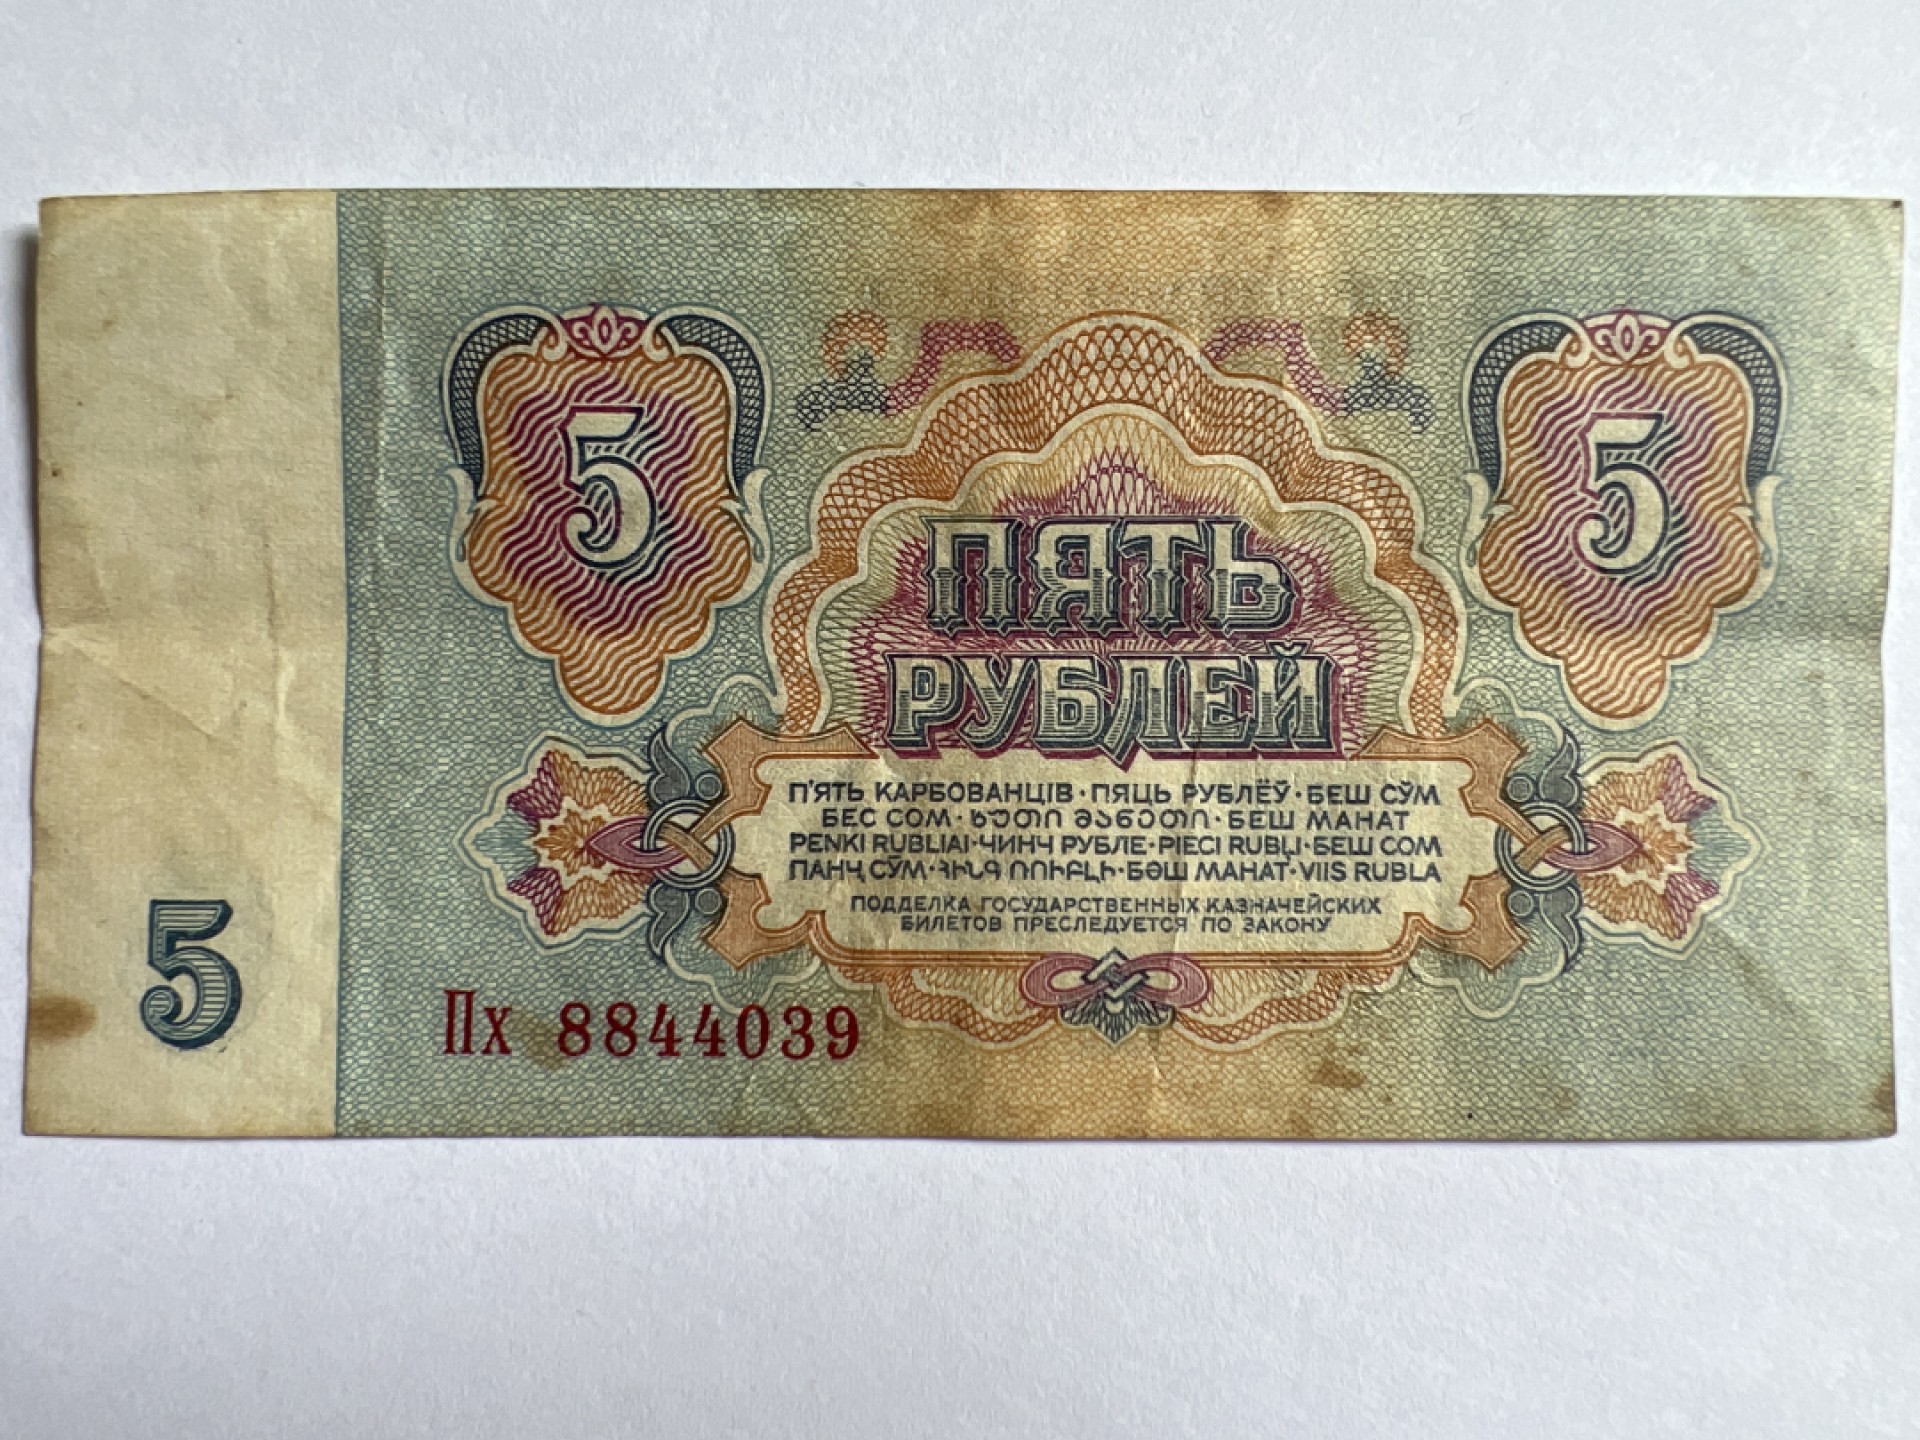 5
5
ПЯТЬ
РУБЛЕЙ
П'ЯТЬ КАРБОВАНЦІВ · ПЯЦЬ РУБЛЁЎ · БЕШ СЎМ
БЕС СОМ · ხუთი მანეთი · БЕШ МАНАТ
PENKI RUBLIAI · ЧИНЧ РУБЛЕ · PIECI RUBĻI · БЕШ СОМ
ПАНҶ СӮМ · ՀԻՆԳ ՌՈՒԲԼԻ · БӘШ МАНАТ · VIIS RUBLA
ПОДДЕЛКА ГОСУДАРСТВЕННЫХ КАЗНАЧЕЙСКИХ
БИЛЕТОВ ПРЕСЛЕДУЕТСЯ ПО ЗАКОНУ
5
Пх 8844039